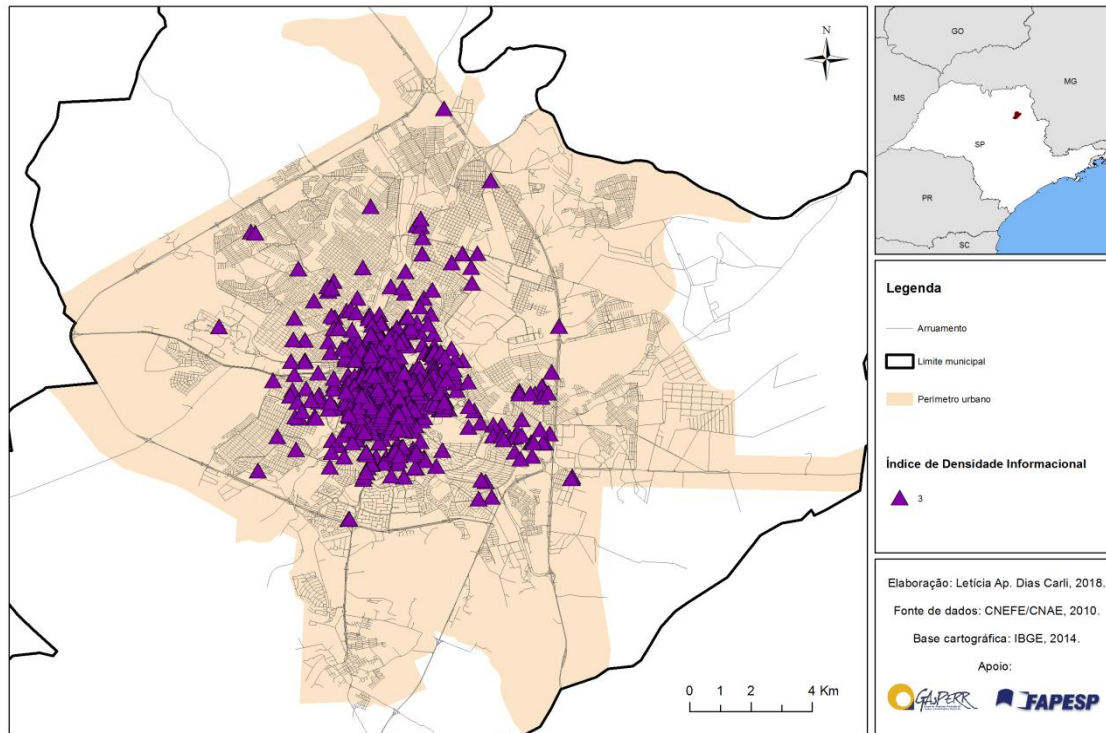 N
0 1 2 4 Km
GO
MG
MS
SP
PR
SC
Legenda
Arruamento
Limite municipal
Perímetro urbano
Índice de Densidade Informacional
3
Elaboração: Letícia Ap. Dias Carli, 2018.
Fonte de dados: CNEFE/CNAE, 2010.
Base cartográfica: IBGE, 2014.
Apoio:
GAsPERR
FAPESP